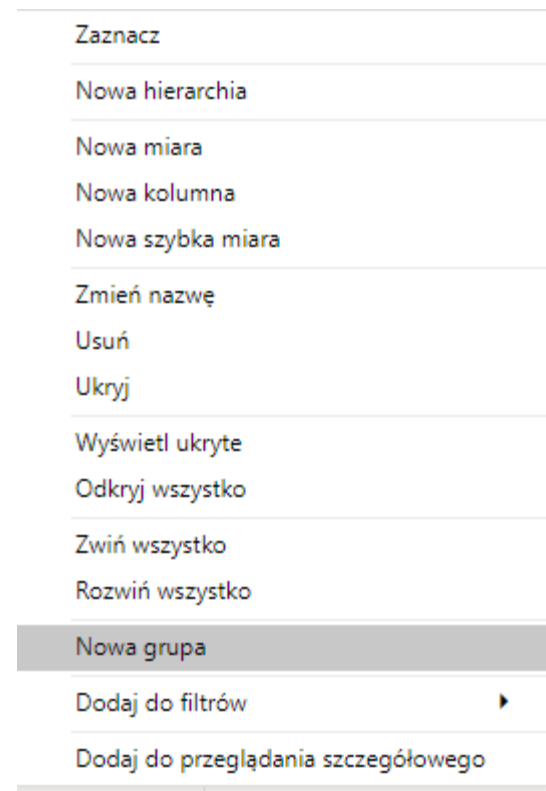 Zaznacz
Nowa hierarchia
Nowa miara
Nowa kolumna
Nowa szybka miara
Zmień nazwę
Usuń
Ukryj
Wyświetl ukryte
Odkryj wszystko
Zwiń wszystko
Rozwiń wszystko
Nowa grupa
Dodaj do filtrów
Dodaj do przeglądania szczegółowego